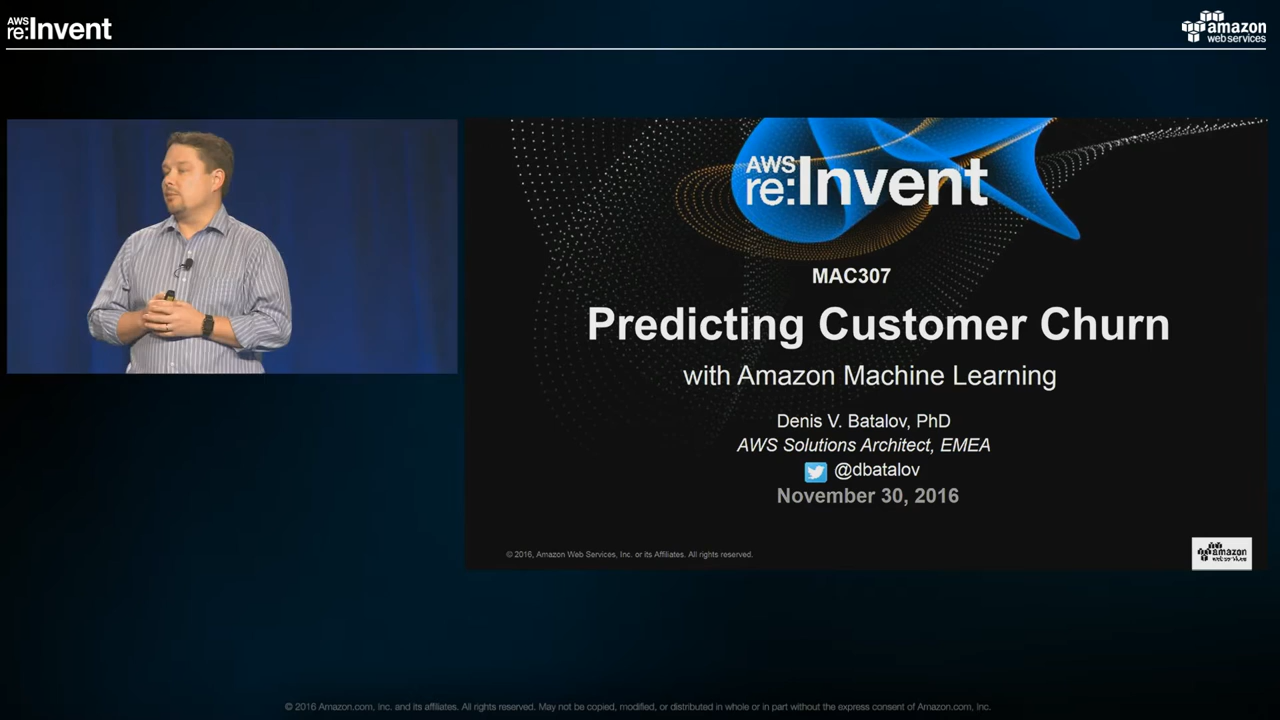 AWS
re:Invent
amazon
web services
AWS
re:Invent
MAC307
Predicting Customer Churn
with Amazon Machine Learning
Denis V. Batalov, PhD
AWS Solutions Architect, EMEA
@dbatalov
November 30, 2016
© 2016, Amazon Web Services, Inc. or its Affiliates. All rights reserved.
amazon
web services
© 2016 Amazon.com, Inc. and its affiliates. All rights reserved. May not be copied, modified, or distributed in whole or in part without the express consent of Amazon.com, Inc.